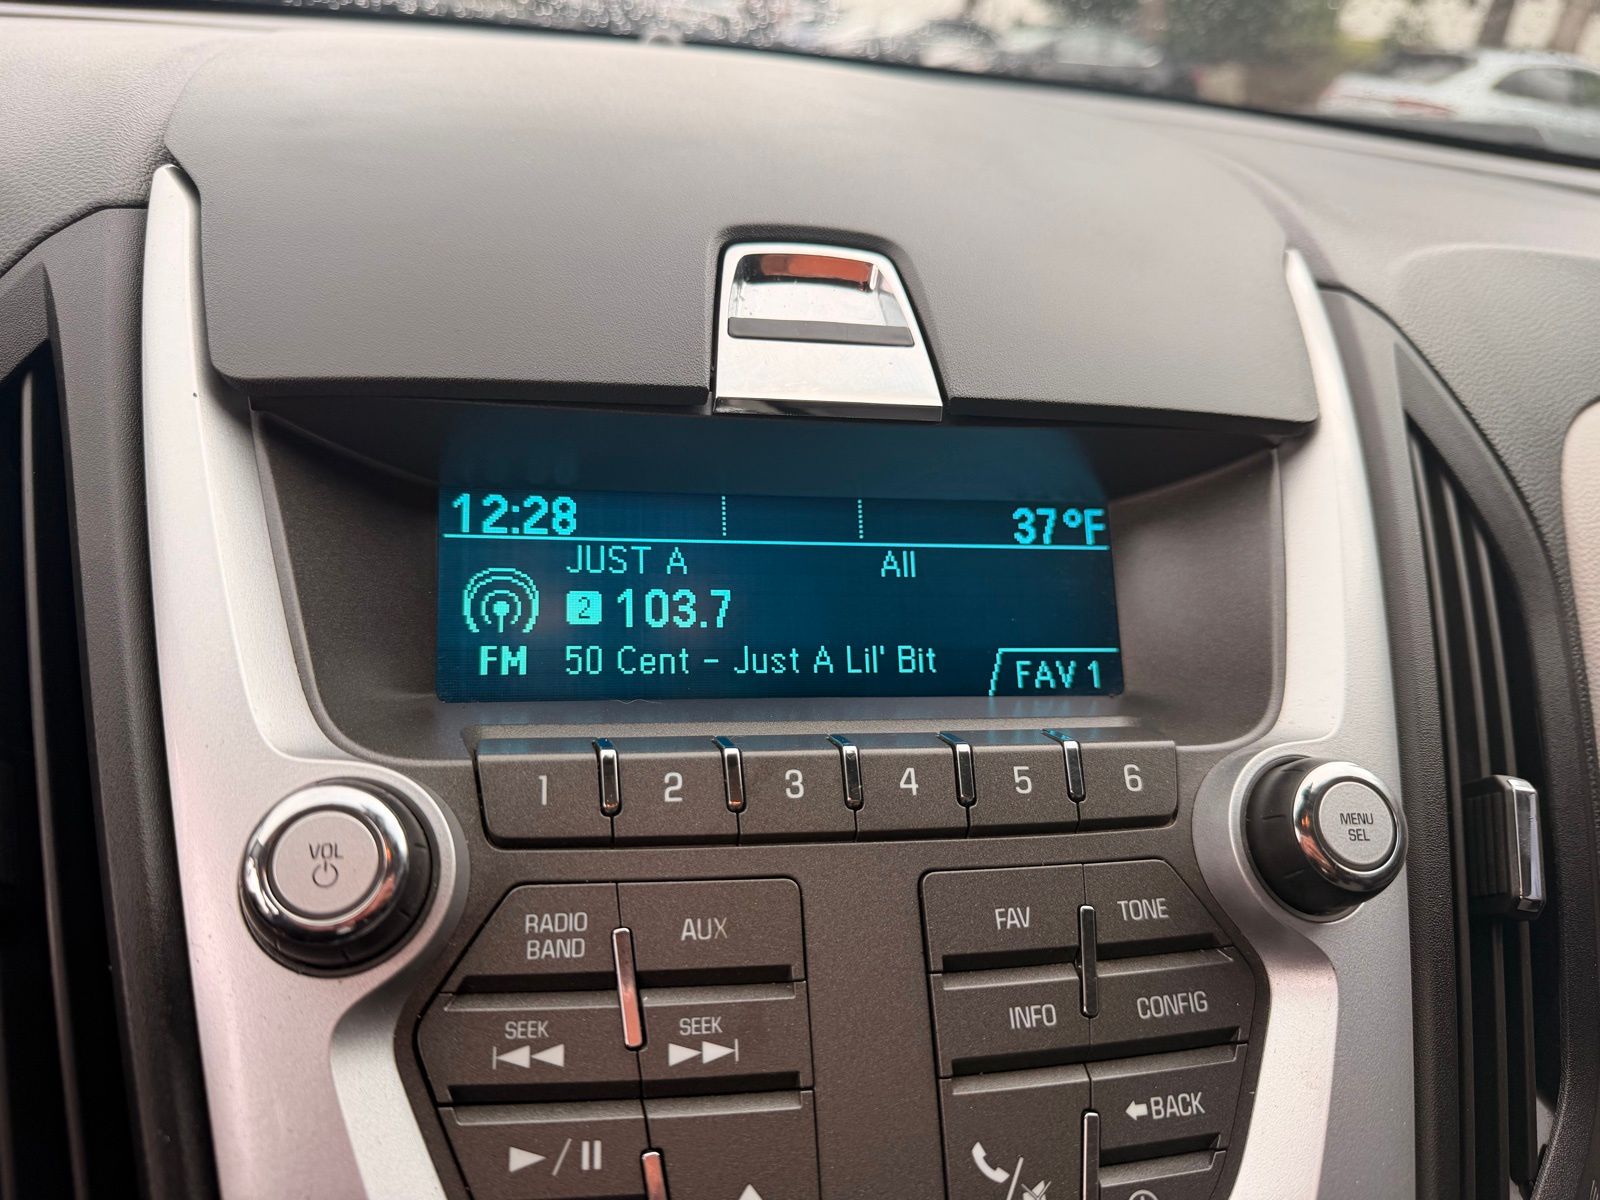 12:28 37°F
JUST A All
2 103.7
FM 50 Cent - Just A Lil' Bit FAV 1
1 2 3 4 5 6
VOL
MENU
SEL
RADIO
BAND
AUX
FAV
TONE
SEEK
SEEK
INFO
CONFIG
BACK